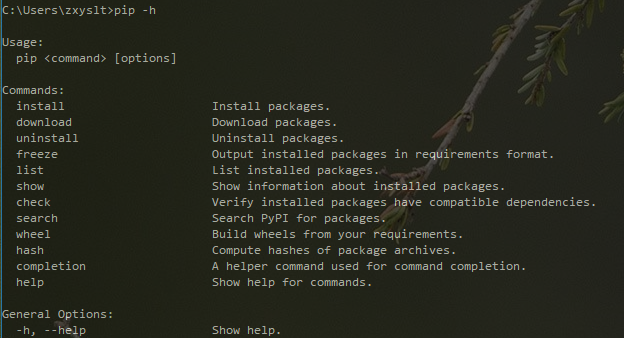 C:\Users\zxyslt>pip -h
Usage:
  pip <command> [options]
Commands:
  install                     Install packages.
  download                    Download packages.
  uninstall                   Uninstall packages.
  freeze                      Output installed packages in requirements format.
  list                        List installed packages.
  show                        Show information about installed packages.
  check                       Verify installed packages have compatible dependencies.
  search                      Search PyPI for packages.
  wheel                       Build wheels from your requirements.
  hash                        Compute hashes of package archives.
  completion                  A helper command used for command completion.
  help                        Show help for commands.
General Options:
  -h, --help                  Show help.